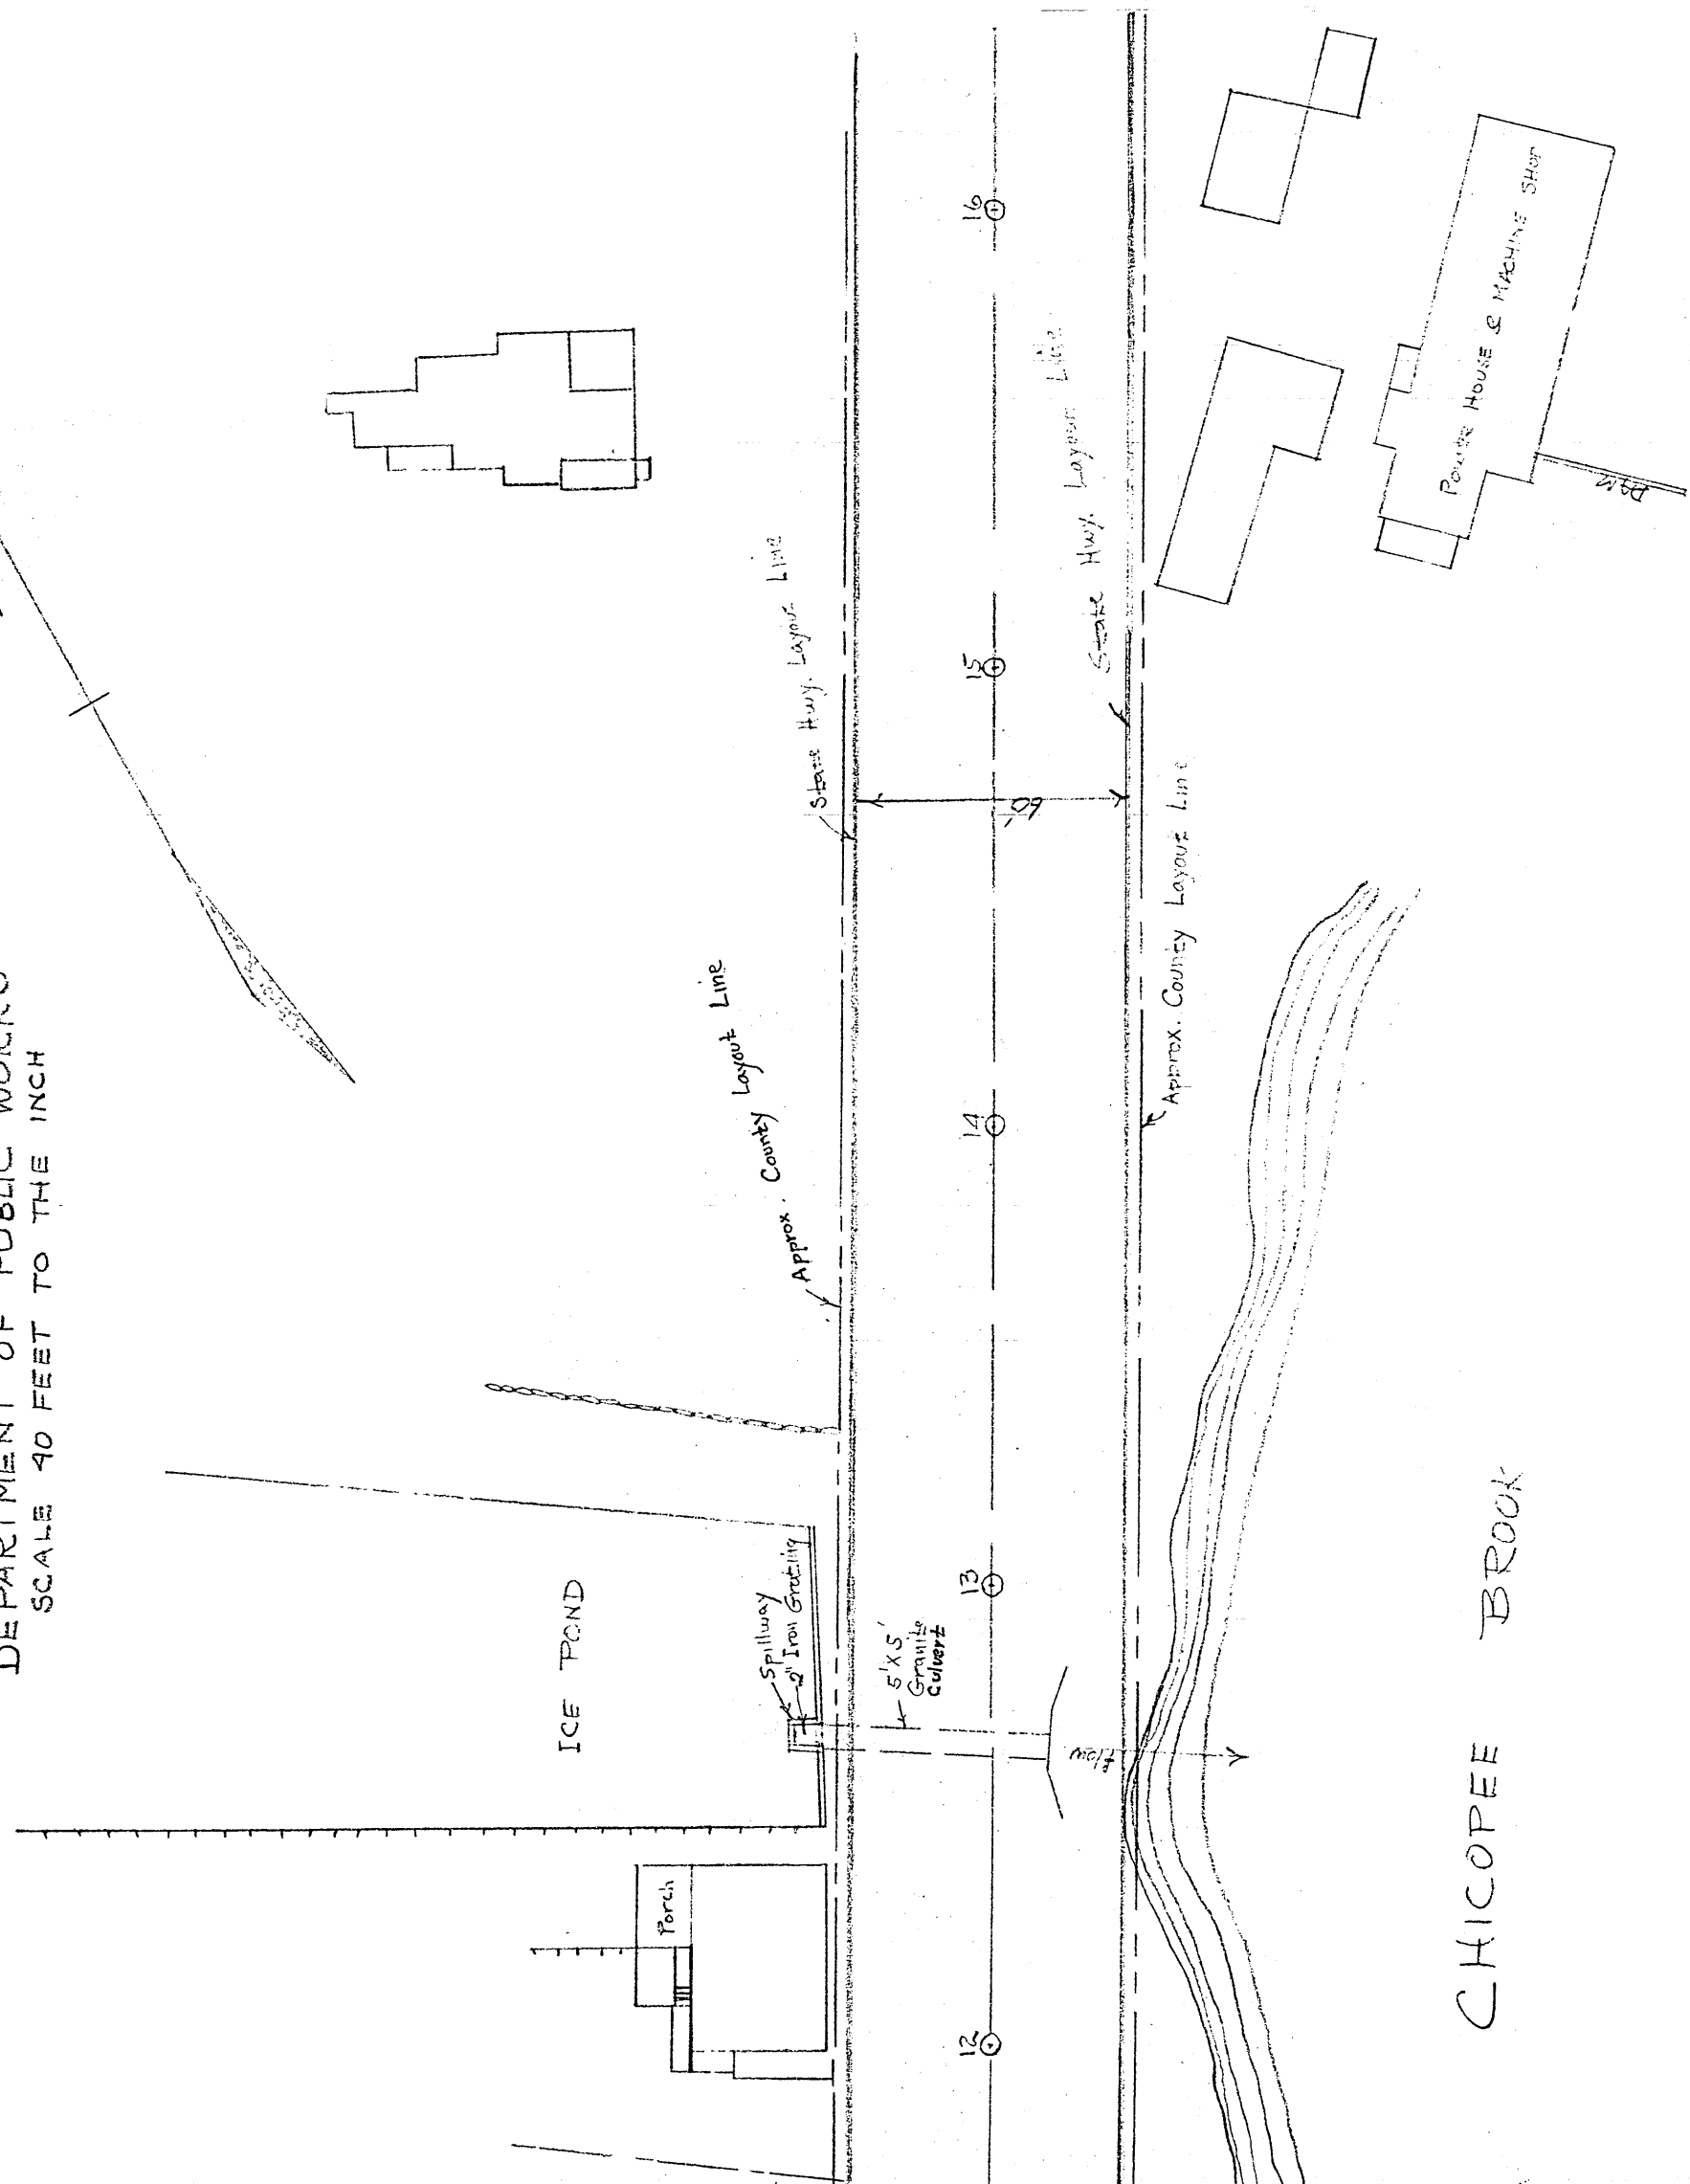 DEPARTMENT OF PUBLIC WORKS
SCALE 40 FEET TO THE INCH
Porch
ICE POND
Spillway
2" Iron Grating
5'X5'
Granite
Culvert
Flow
Approx. County Layout Line
State Hwy. Layout Line
60'
State Hwy. Layout Line
Approx. County Layout Line
12
13
14
15
16
CHICOPEE BROOK
POWER HOUSE & MACHINE SHOP
DAM